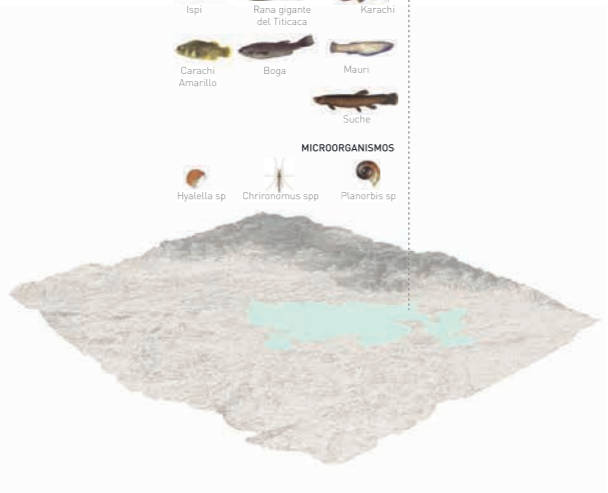 Ispi
Rana gigante
del Titicaca
Karachi
Carachi
Amarillo
Boga
Mauri
Suche
MICROORGANISMOS
Hyalella sp
Chrironomus spp
Planorbis sp